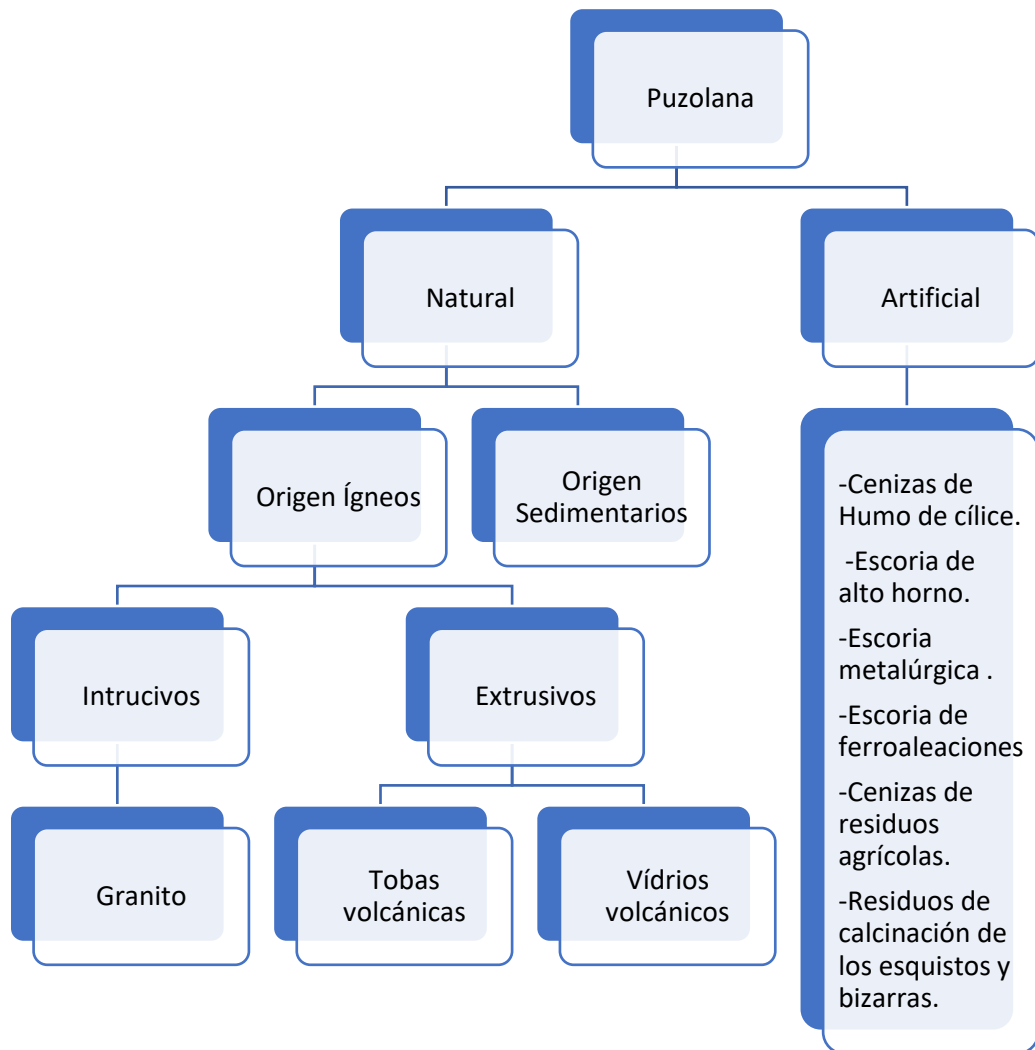 Puzolana
Natural
Artificial
Origen Ígneos
Origen
Sedimentarios
-Cenizas de
Humo de cílice.
-Escoria de
alto horno.
-Escoria
metalúrgica .
-Escoria de
ferroaleaciones
-Cenizas de
residuos
agrícolas.
-Residuos de
calcinación de
los esquistos y
bizarras.
Intrucivos
Extrusivos
Granito
Tobas
volcánicas
Vídrios
volcánicos